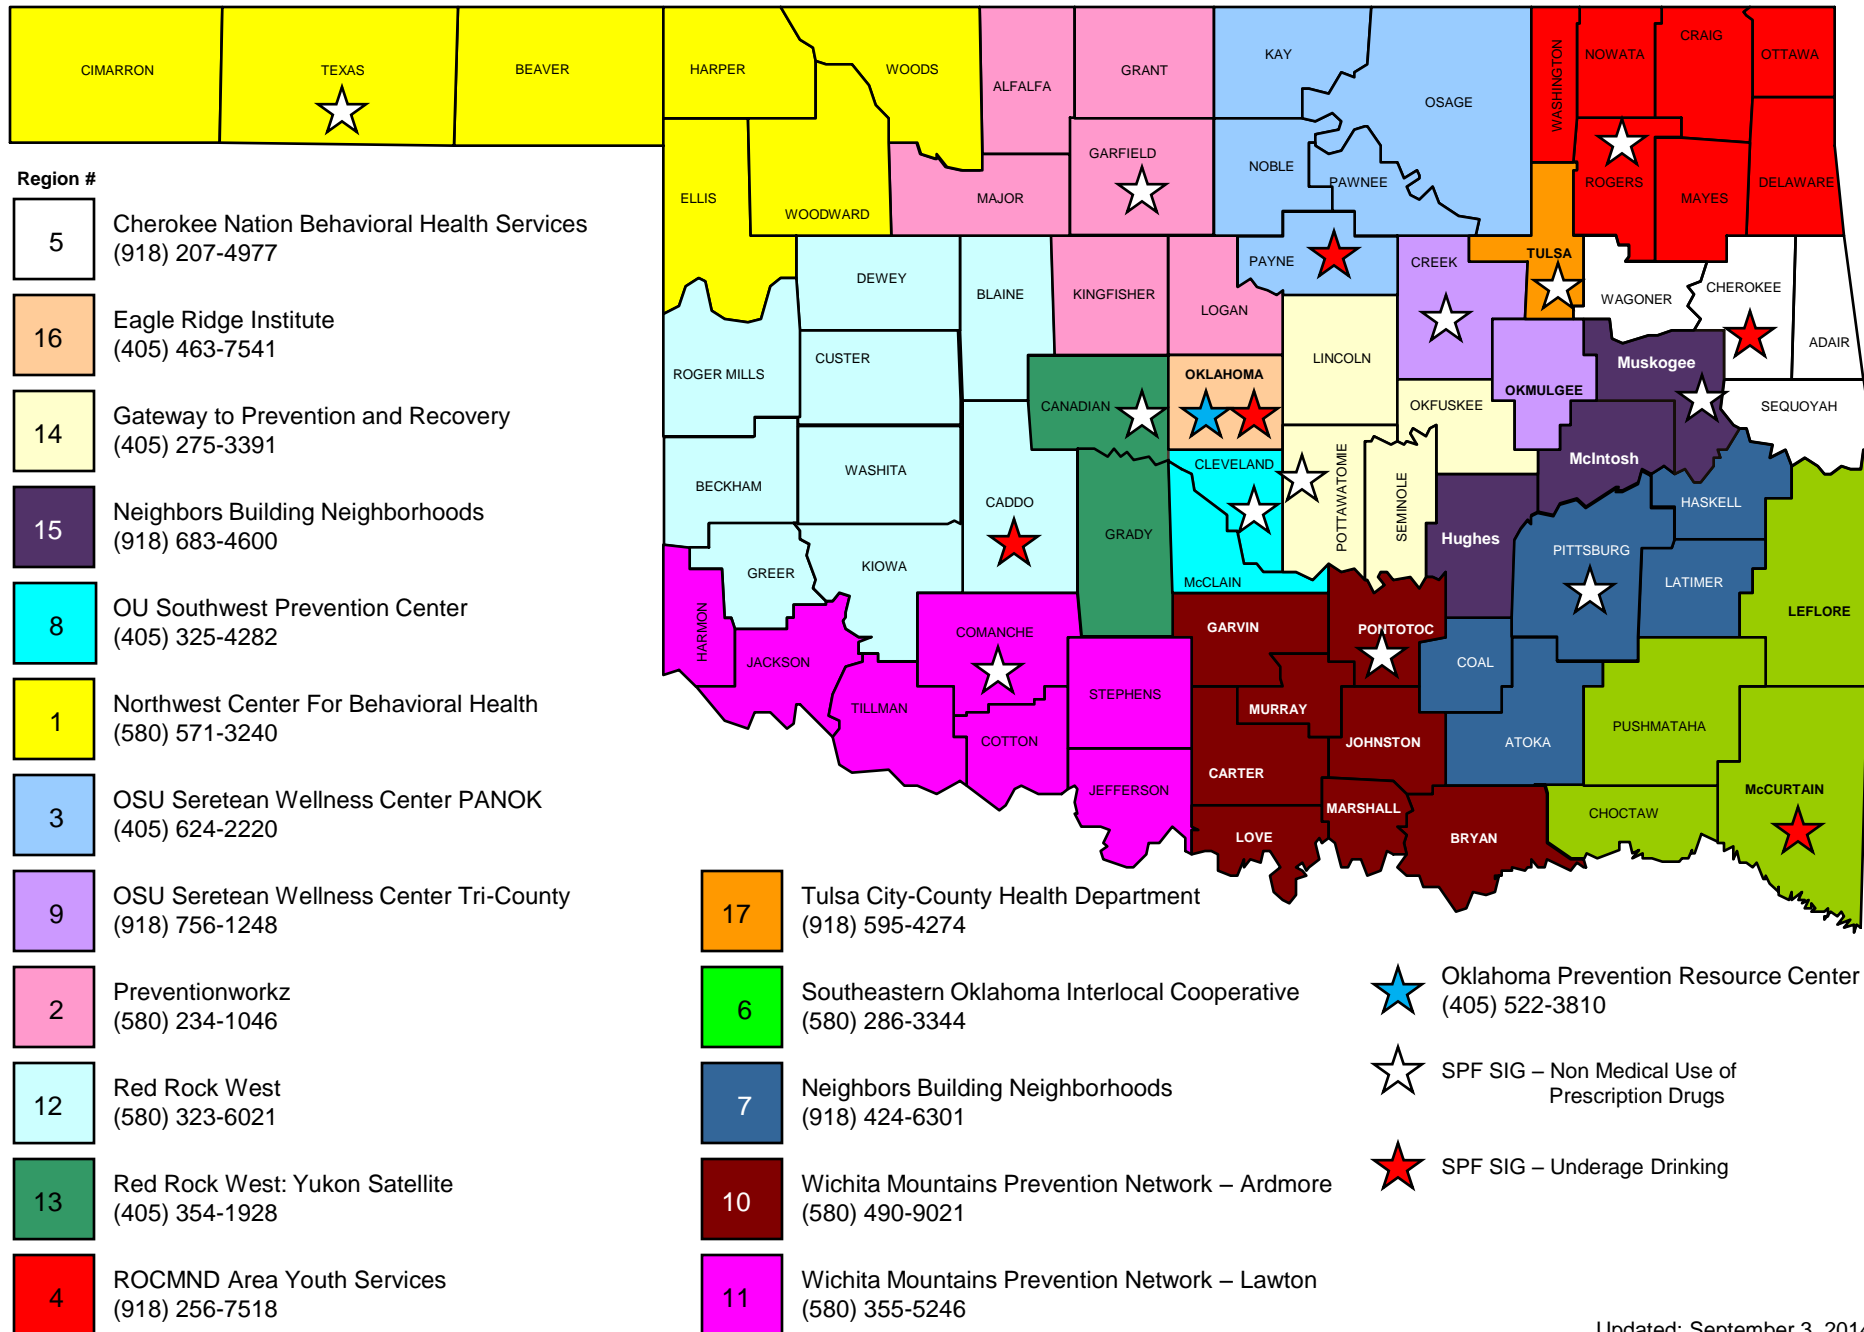 CIMARRON
TEXAS
BEAVER
HARPER
WOODS
ALFALFA
GRANT
KAY
OSAGE
WASHINGTON
NOWATA
CRAIG
OTTAWA
ELLIS
WOODWARD
MAJOR
GARFIELD
NOBLE
PAWNEE
ROGERS
MAYES
DELAWARE
DEWEY
BLAINE
KINGFISHER
LOGAN
PAYNE
CREEK
TULSA
WAGONER
CHEROKEE
ADAIR
ROGER MILLS
CUSTER
CANADIAN
OKLAHOMA
LINCOLN
OKFUSKEE
OKMULGEE
Muskogee
SEQUOYAH
BECKHAM
WASHITA
CADDO
GRADY
CLEVELAND
McCLAIN
POTTAWATOMIE
SEMINOLE
Hughes
McIntosh
HASKELL
PITTSBURG
LATIMER
LEFLORE
HARMON
GREER
KIOWA
JACKSON
COMANCHE
TILLMAN
COTTON
STEPHENS
JEFFERSON
GARVIN
PONTOTOC
MURRAY
CARTER
JOHNSTON
LOVE
MARSHALL
BRYAN
COAL
ATOKA
PUSHMATAHA
CHOCTAW
McCURTAIN
Region #
5 Cherokee Nation Behavioral Health Services
(918) 207-4977
16 Eagle Ridge Institute
(405) 463-7541
14 Gateway to Prevention and Recovery
(405) 275-3391
15 Neighbors Building Neighborhoods
(918) 683-4600
8 OU Southwest Prevention Center
(405) 325-4282
1 Northwest Center For Behavioral Health
(580) 571-3240
3 OSU Seretean Wellness Center PANOK
(405) 624-2220
9 OSU Seretean Wellness Center Tri-County
(918) 756-1248
2 Preventionworkz
(580) 234-1046
12 Red Rock West
(580) 323-6021
13 Red Rock West: Yukon Satellite
(405) 354-1928
4 ROCMND Area Youth Services
(918) 256-7518
17 Tulsa City-County Health Department
(918) 595-4274
6 Southeastern Oklahoma Interlocal Cooperative
(580) 286-3344
7 Neighbors Building Neighborhoods
(918) 424-6301
10 Wichita Mountains Prevention Network – Ardmore
(580) 490-9021
11 Wichita Mountains Prevention Network – Lawton
(580) 355-5246
Oklahoma Prevention Resource Center
(405) 522-3810
SPF SIG – Non Medical Use of
Prescription Drugs
SPF SIG – Underage Drinking
Updated: September 3, 2014